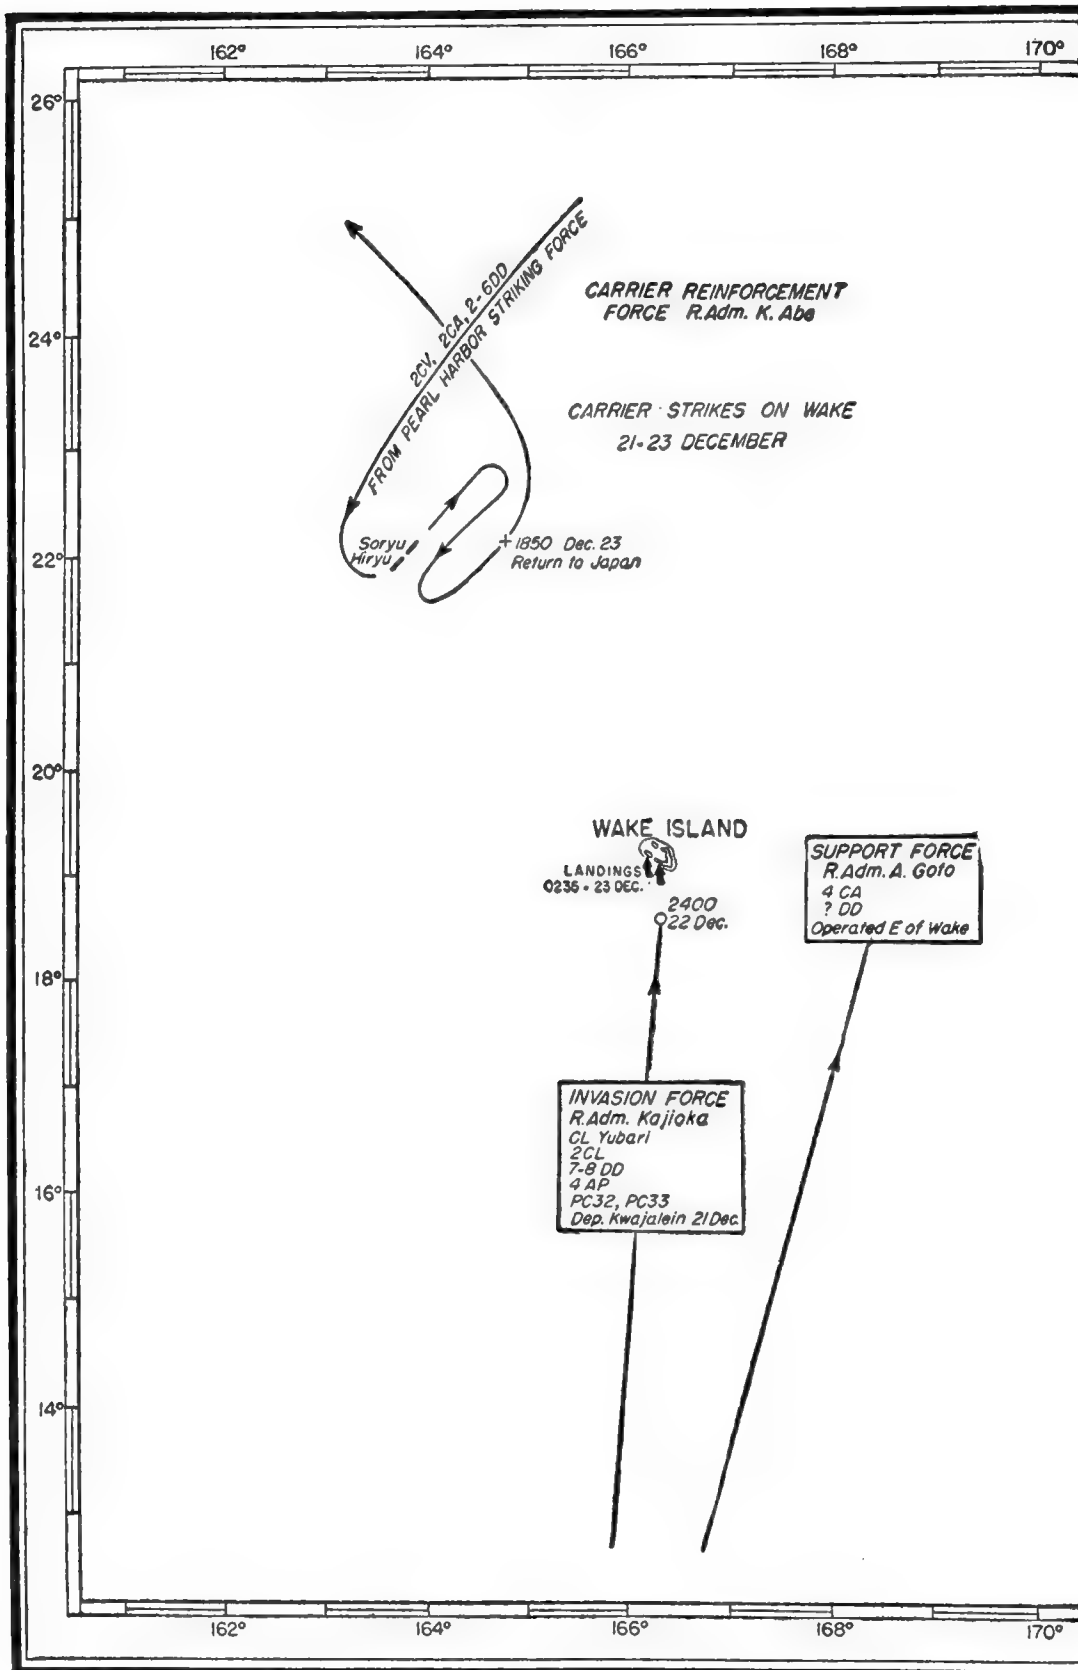 162° 164° 166° 168° 170°
26°
24°
22°
20°
18°
16°
14°
2CV, 2CA, 2-6DD
FROM PEARL HARBOR STRIKING FORCE
CARRIER REINFORCEMENT
FORCE R.Adm. K. Abe
CARRIER STRIKES ON WAKE
21-23 DECEMBER
Soryu
Hiryu
+1850 Dec. 23
Return to Japan
WAKE ISLAND
LANDINGS
0235 - 23 DEC.
2400
22 Dec.
SUPPORT FORCE
R.Adm. A. Goto
4 CA
? DD
Operated E of Wake
INVASION FORCE
R.Adm. Kajioka
CL Yubari
2CL
7-8 DD
4 AP
PC32, PC33
Dep. Kwajalein 21 Dec.
162° 164° 166° 168° 170°